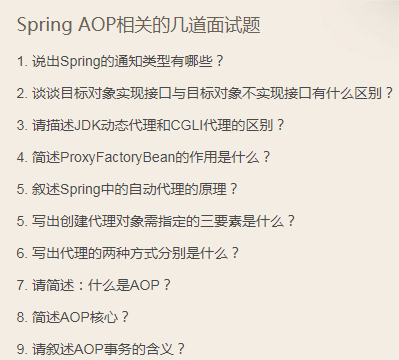 Spring AOP相关的几道面试题
1. 说出Spring的通知类型有哪些？
2. 谈谈目标对象实现接口与目标对象不实现接口有什么区别？
3. 请描述JDK动态代理和CGLI代理的区别？
4. 简述ProxyFactoryBean的作用是什么？
5. 叙述Spring中的自动代理的原理？
5. 写出创建代理对象需指定的三要素是什么？
6. 写出代理的两种方式分别是什么？
7. 请简述：什么是AOP？
8. 简述AOP核心？
9. 请叙述AOP事务的含义？